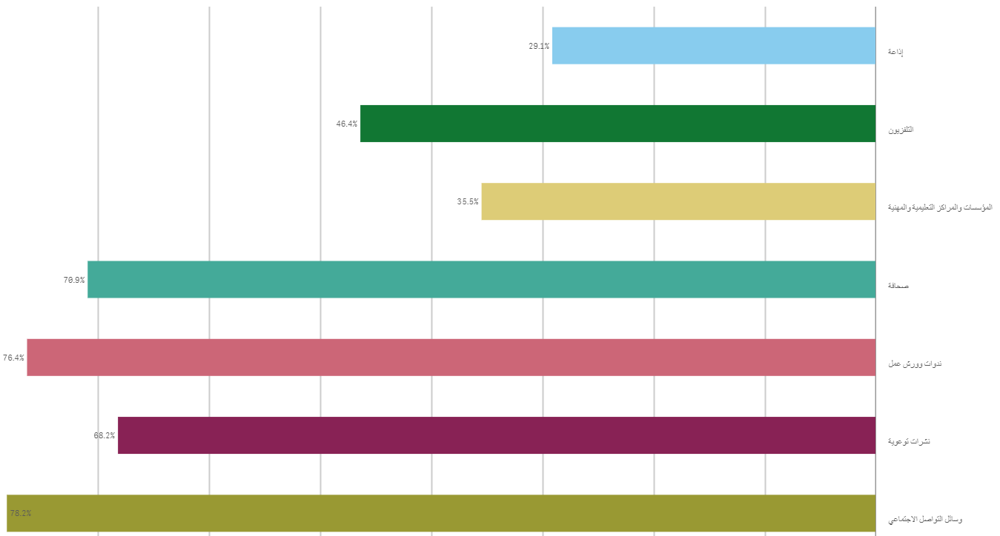 إذاعة
29.1%
التلفزيون
46.4%
المؤسسات والمراكز التعليمية والمهنية
35.5%
صحافة
70.9%
ندوات وورش عمل
76.4%
نشرات توعوية
68.2%
وسائل التواصل الاجتماعي
78.2%